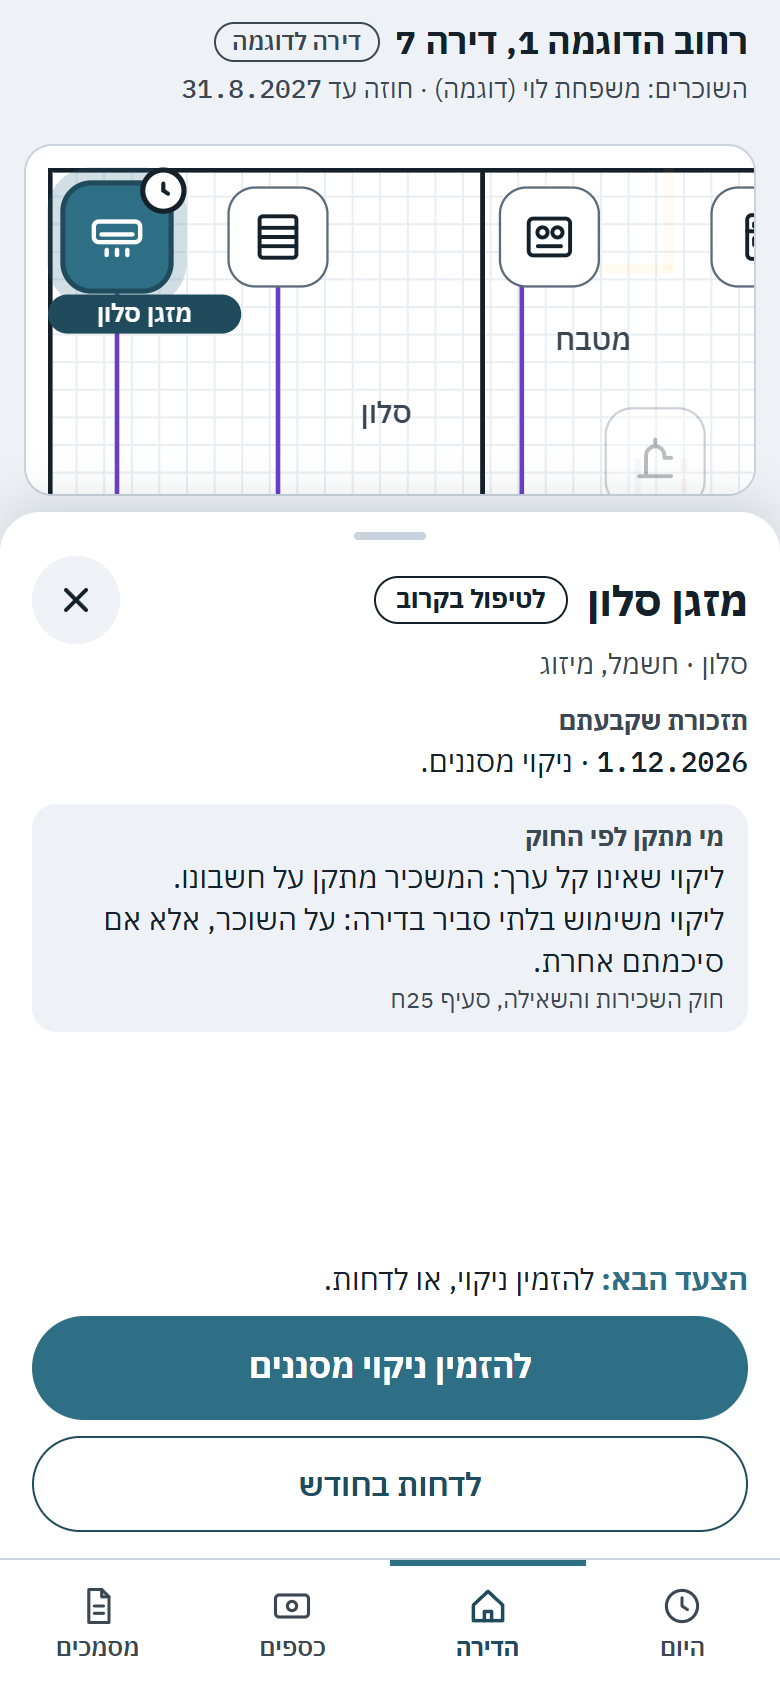 רחוב הדוגמה 1, דירה 7
דירה לדוגמה
השוכרים: משפחת לוי (דוגמה) · חוזה עד 31.8.2027
מזגן סלון
מטבח
סלון
מזגן סלון
לטיפול בקרוב
סלון · חשמל, מיזוג
תזכורת שקבעתם
1.12.2026 · ניקוי מסננים.
מי מתקן לפי החוק
ליקוי שאינו קל ערך: המשכיר מתקן על חשבונו.
ליקוי משימוש בלתי סביר בדירה: על השוכר, אלא אם
סיכמתם אחרת.
חוק השכירות והשאילה, סעיף 25ח
הצעד הבא: להזמין ניקוי, או לדחות.
להזמין ניקוי מסננים
לדחות בחודש
היום
הדירה
כספים
מסמכים